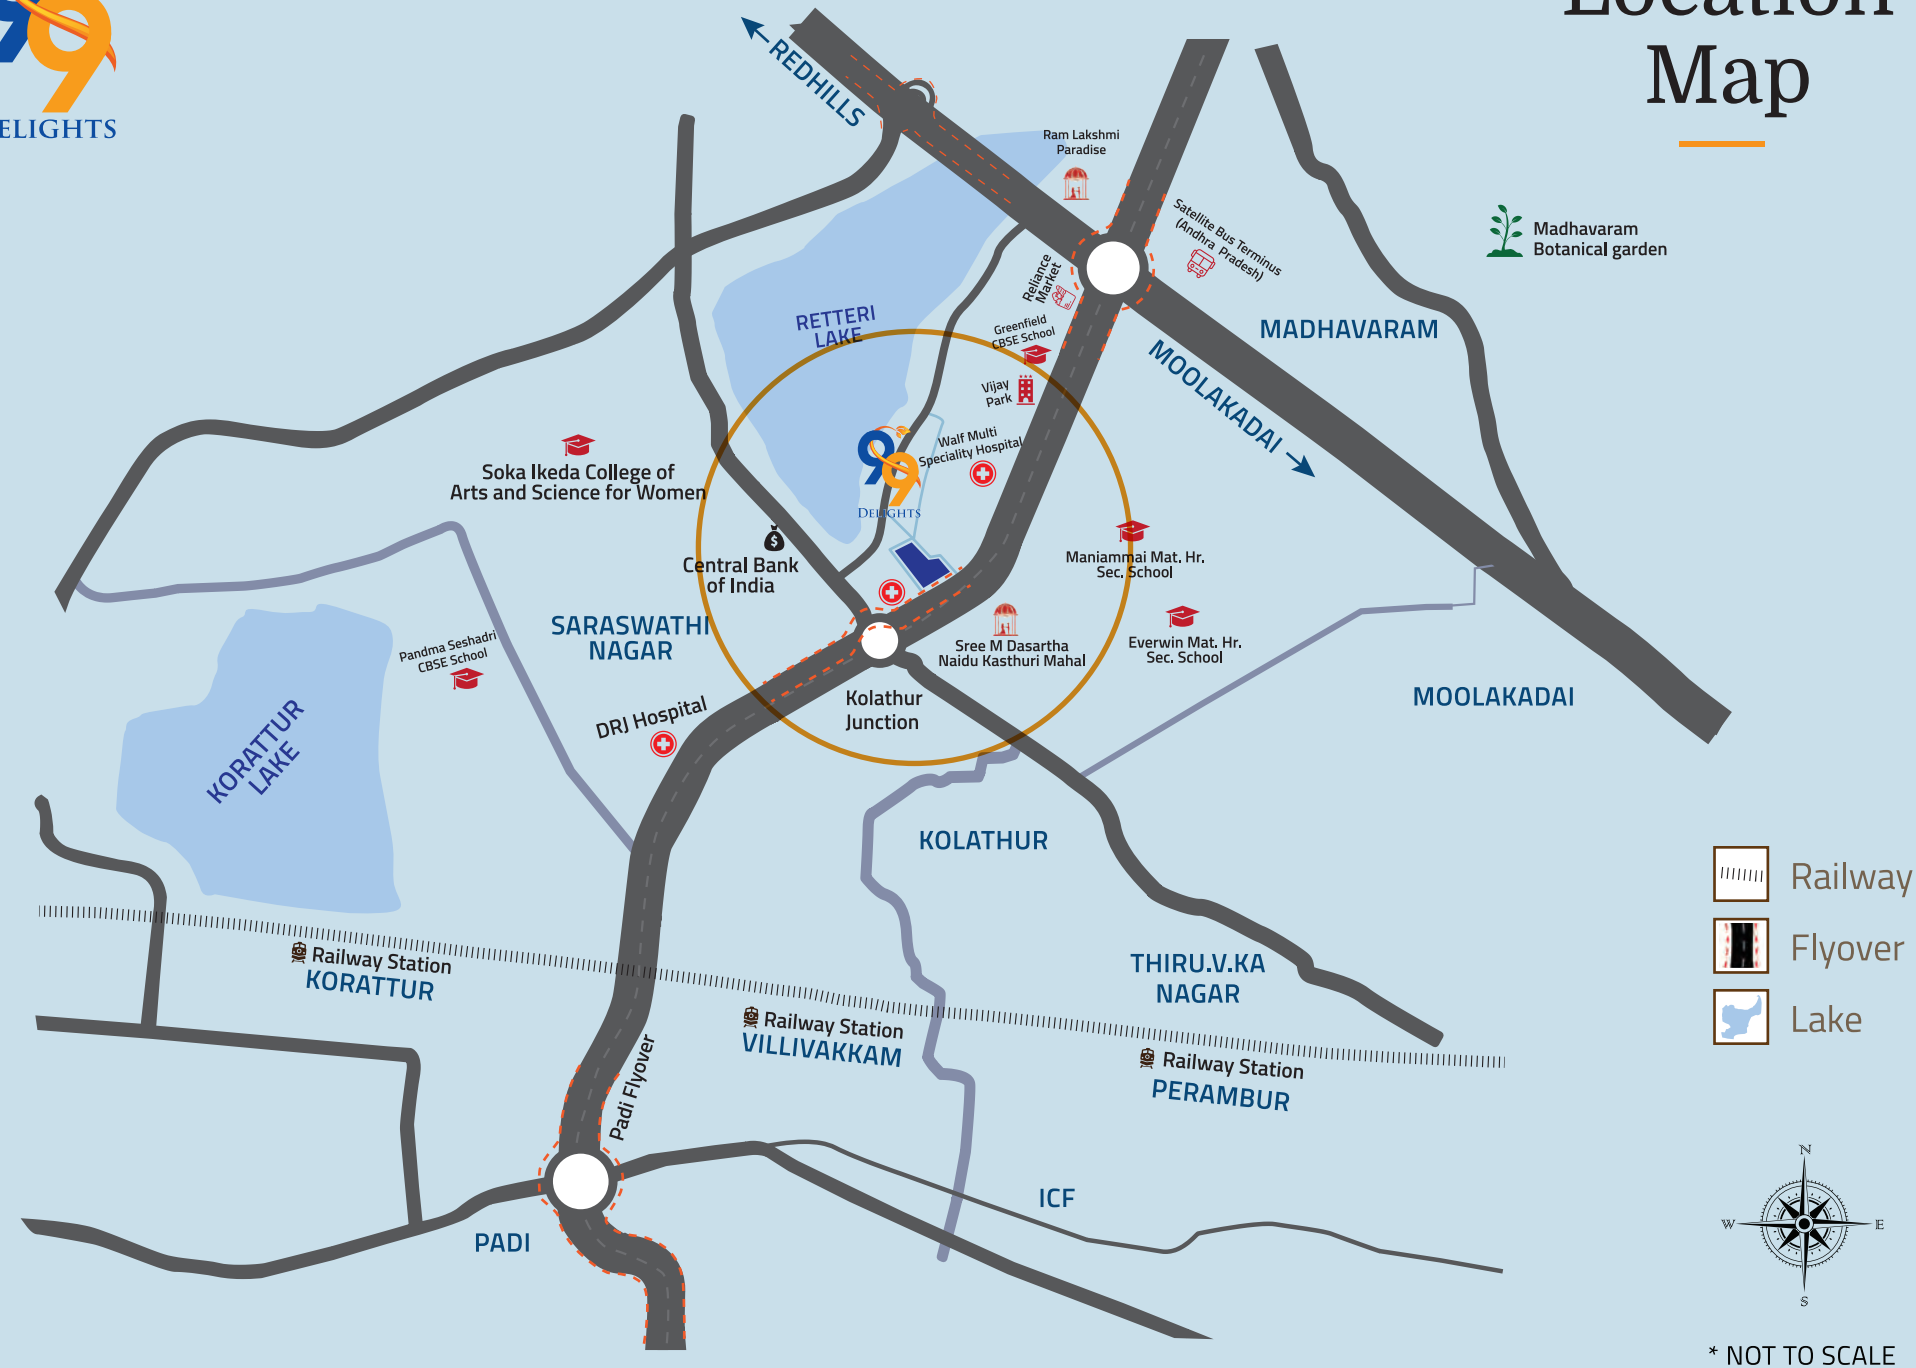 Location
Map
99
DELIGHTS
REDHILLS
Ram Lakshmi
Paradise
Satellite Bus Terminus
(Andhra Pradesh)
Madhavaram
Botanical garden
Reliance
Market
RETTERI
LAKE
Greenfield
CBSE School
MADHAVARAM
MOOLAKADAI
Vijay
Park
Walf Multi
Speciality Hospital
99
DELIGHTS
Soka Ikeda College of
Arts and Science for Women
Central Bank
of India
Maniammai Mat. Hr.
Sec. School
SARASWATHI
NAGAR
Pandma Seshadri
CBSE School
Sree M Dasartha
Naidu Kasthuri Mahal
Everwin Mat. Hr.
Sec. School
MOOLAKADAI
KORATTUR
LAKE
DRJ Hospital
Kolathur
Junction
KOLATHUR
Railway
Flyover
Lake
Railway Station
KORATTUR
THIRU.V.KA
NAGAR
Railway Station
VILLIVAKKAM
Railway Station
PERAMBUR
Padi Flyover
PADI
ICF
N
W
E
S
* NOT TO SCALE